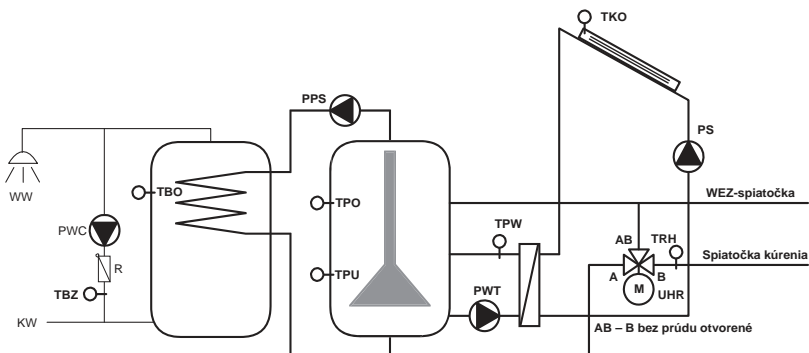 TKO
PPS
PS
WW
TBO
TPO
WEZ-spiatočka
PWC
TPW
AB
TRH
R
TPU
Spiatočka kúrenia
A
B
M
UHR
TBZ
PWT
KW
AB – B bez prúdu otvorené